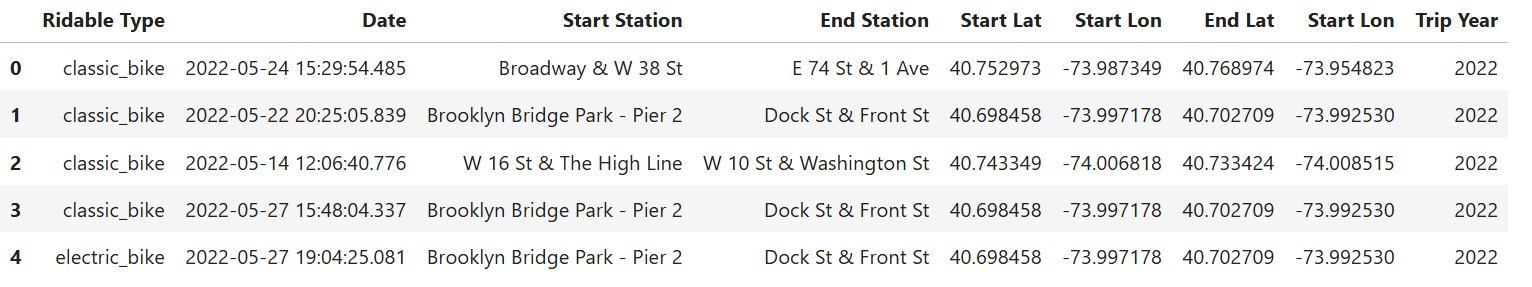 Ridable Type Date Start Station End Station Start Lat Start Lon End Lat Start Lon Trip Year
0 classic_bike 2022-05-24 15:29:54.485 Broadway & W 38 St E 74 St & 1 Ave 40.752973 -73.987349 40.768974 -73.954823 2022
1 classic_bike 2022-05-22 20:25:05.839 Brooklyn Bridge Park - Pier 2 Dock St & Front St 40.698458 -73.997178 40.702709 -73.992530 2022
2 classic_bike 2022-05-14 12:06:40.776 W 16 St & The High Line W 10 St & Washington St 40.743349 -74.006818 40.733424 -74.008515 2022
3 classic_bike 2022-05-27 15:48:04.337 Brooklyn Bridge Park - Pier 2 Dock St & Front St 40.698458 -73.997178 40.702709 -73.992530 2022
4 electric_bike 2022-05-27 19:04:25.081 Brooklyn Bridge Park - Pier 2 Dock St & Front St 40.698458 -73.997178 40.702709 -73.992530 2022